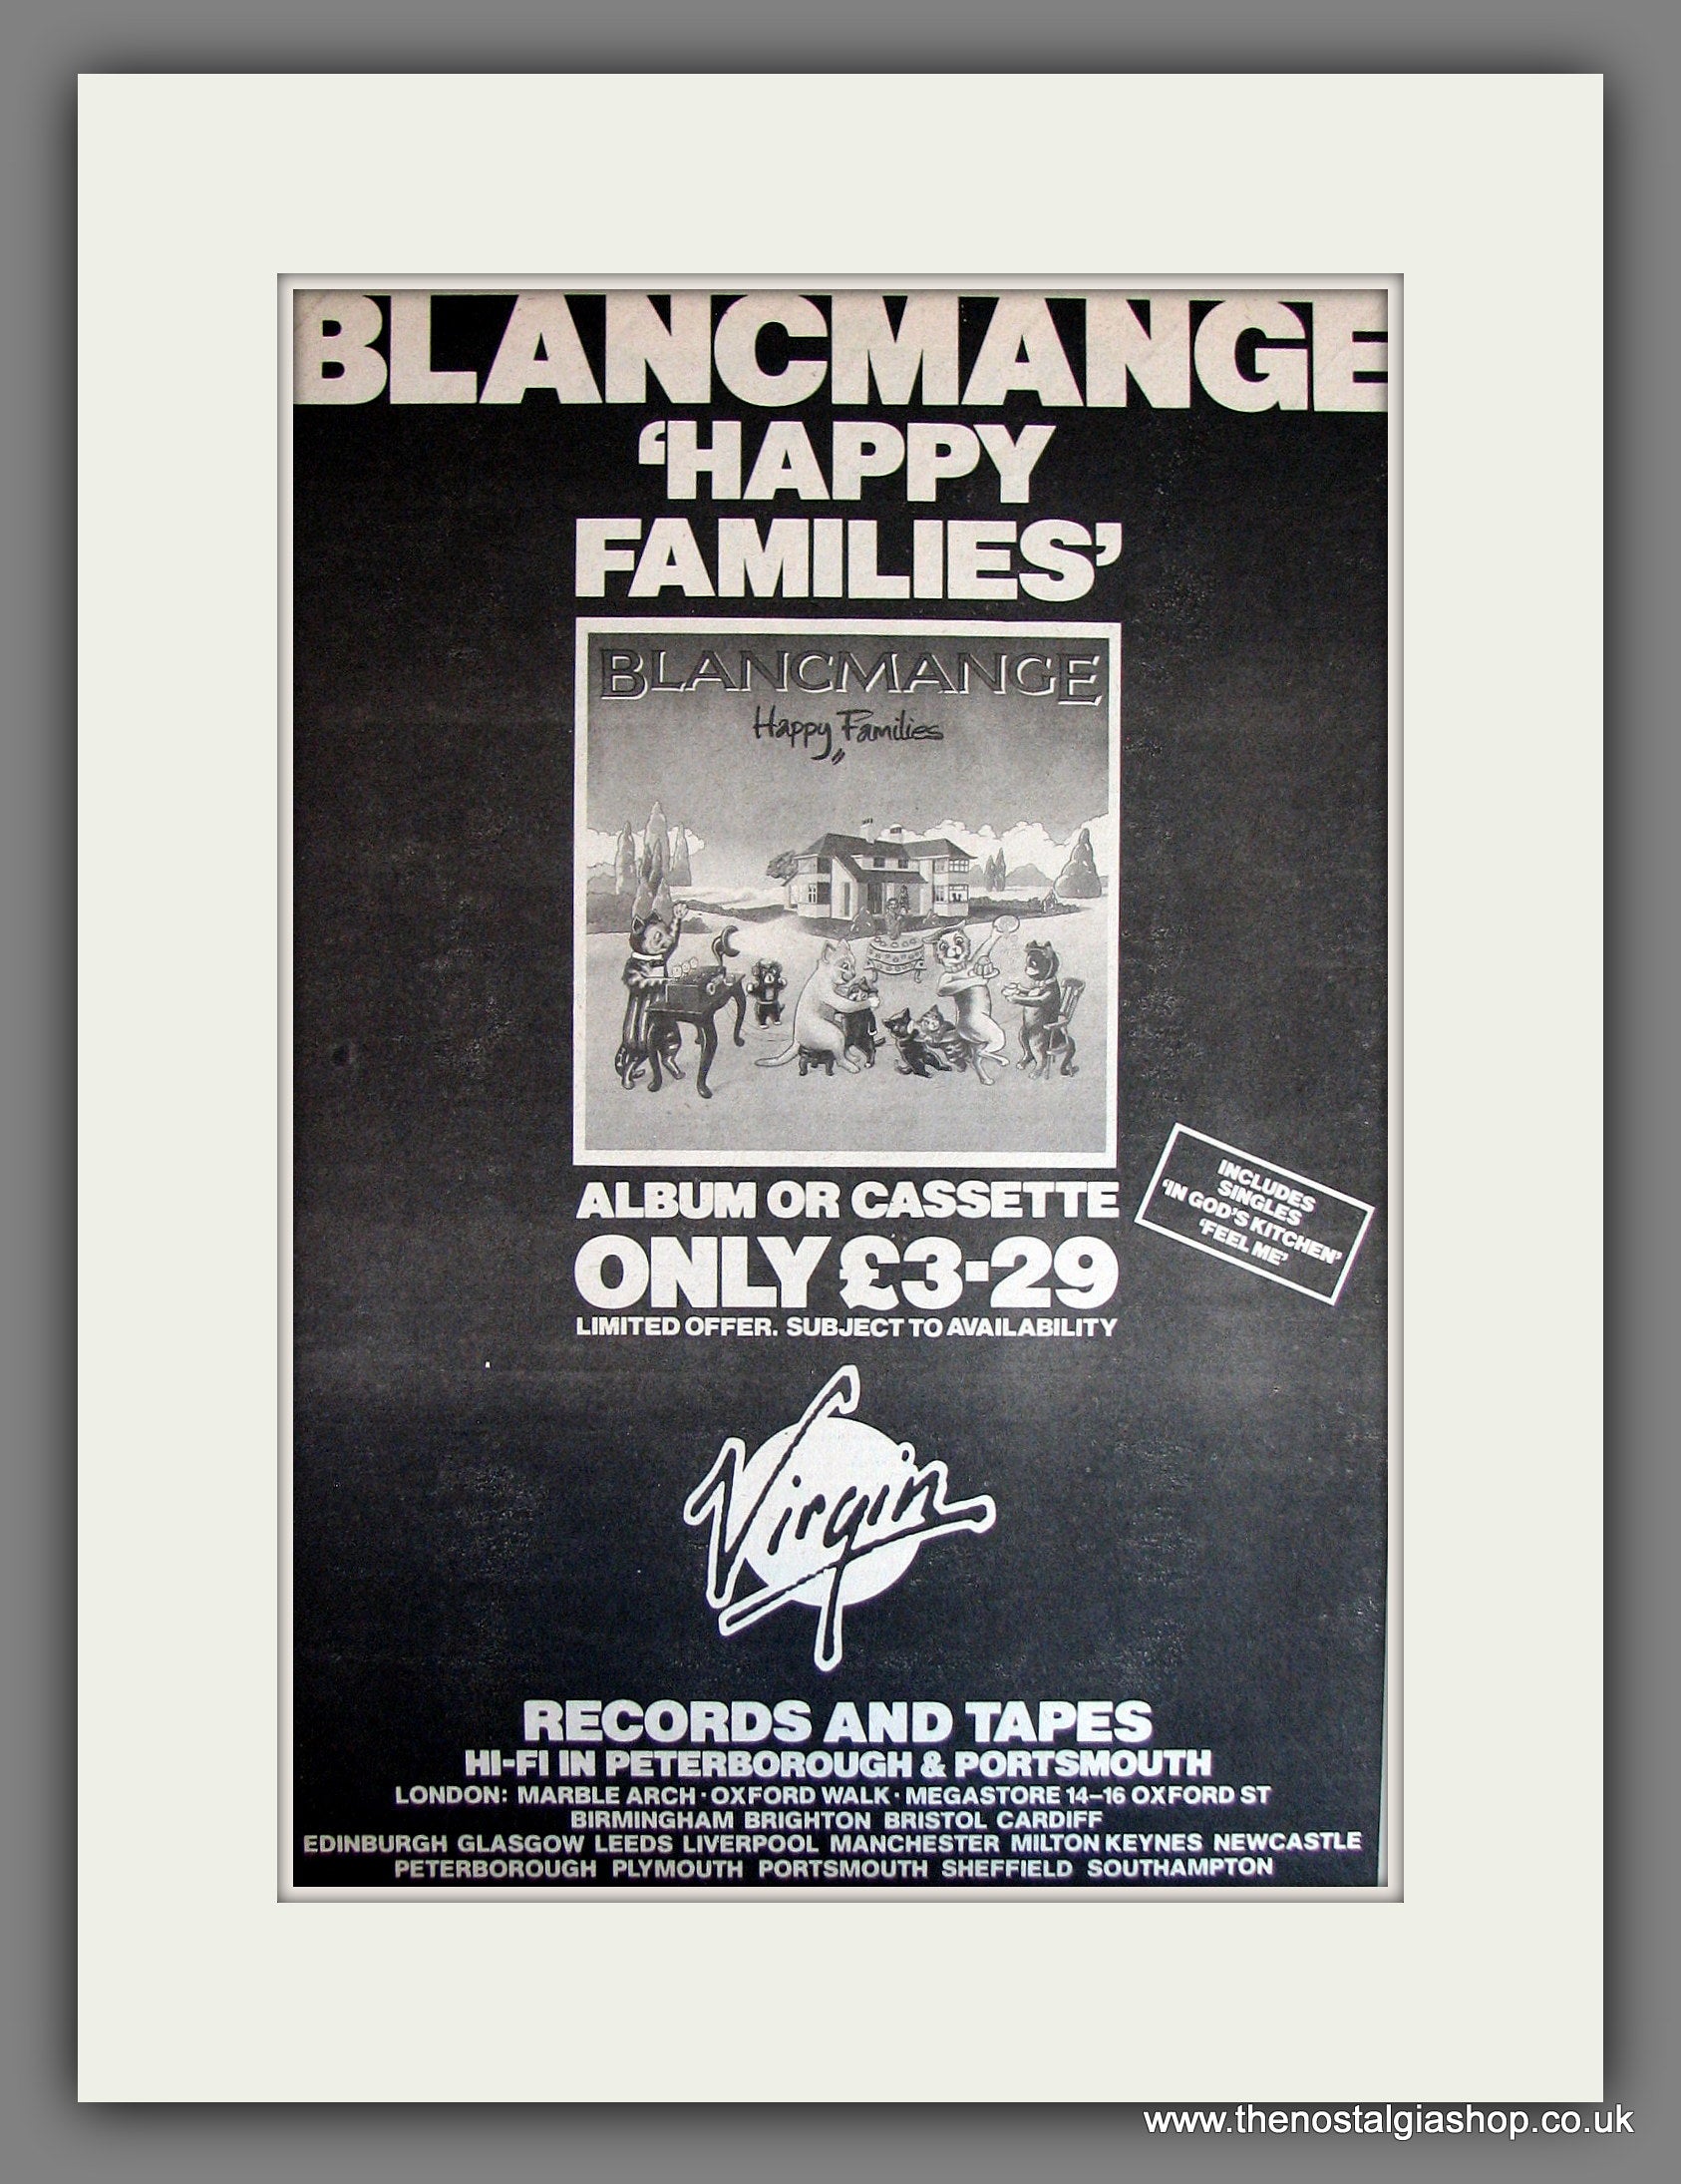 BLANCMANGE
‘HAPPY
FAMILIES’
BLANCMANGE
Happy Families
ALBUM OR CASSETTE
ONLY £3-29
LIMITED OFFER. SUBJECT TO AVAILABILITY
INCLUDES
SINGLES
‘IN GOD'S KITCHEN’
‘FEEL ME’
Virgin
RECORDS AND TAPES
HI-FI IN PETERBOROUGH & PORTSMOUTH
LONDON: MARBLE ARCH · OXFORD WALK · MEGASTORE 14–16 OXFORD ST
BIRMINGHAM BRIGHTON BRISTOL CARDIFF
EDINBURGH GLASGOW LEEDS LIVERPOOL MANCHESTER MILTON KEYNES NEWCASTLE
PETERBOROUGH PLYMOUTH PORTSMOUTH SHEFFIELD SOUTHAMPTON
www.thenostalgiashop.co.uk